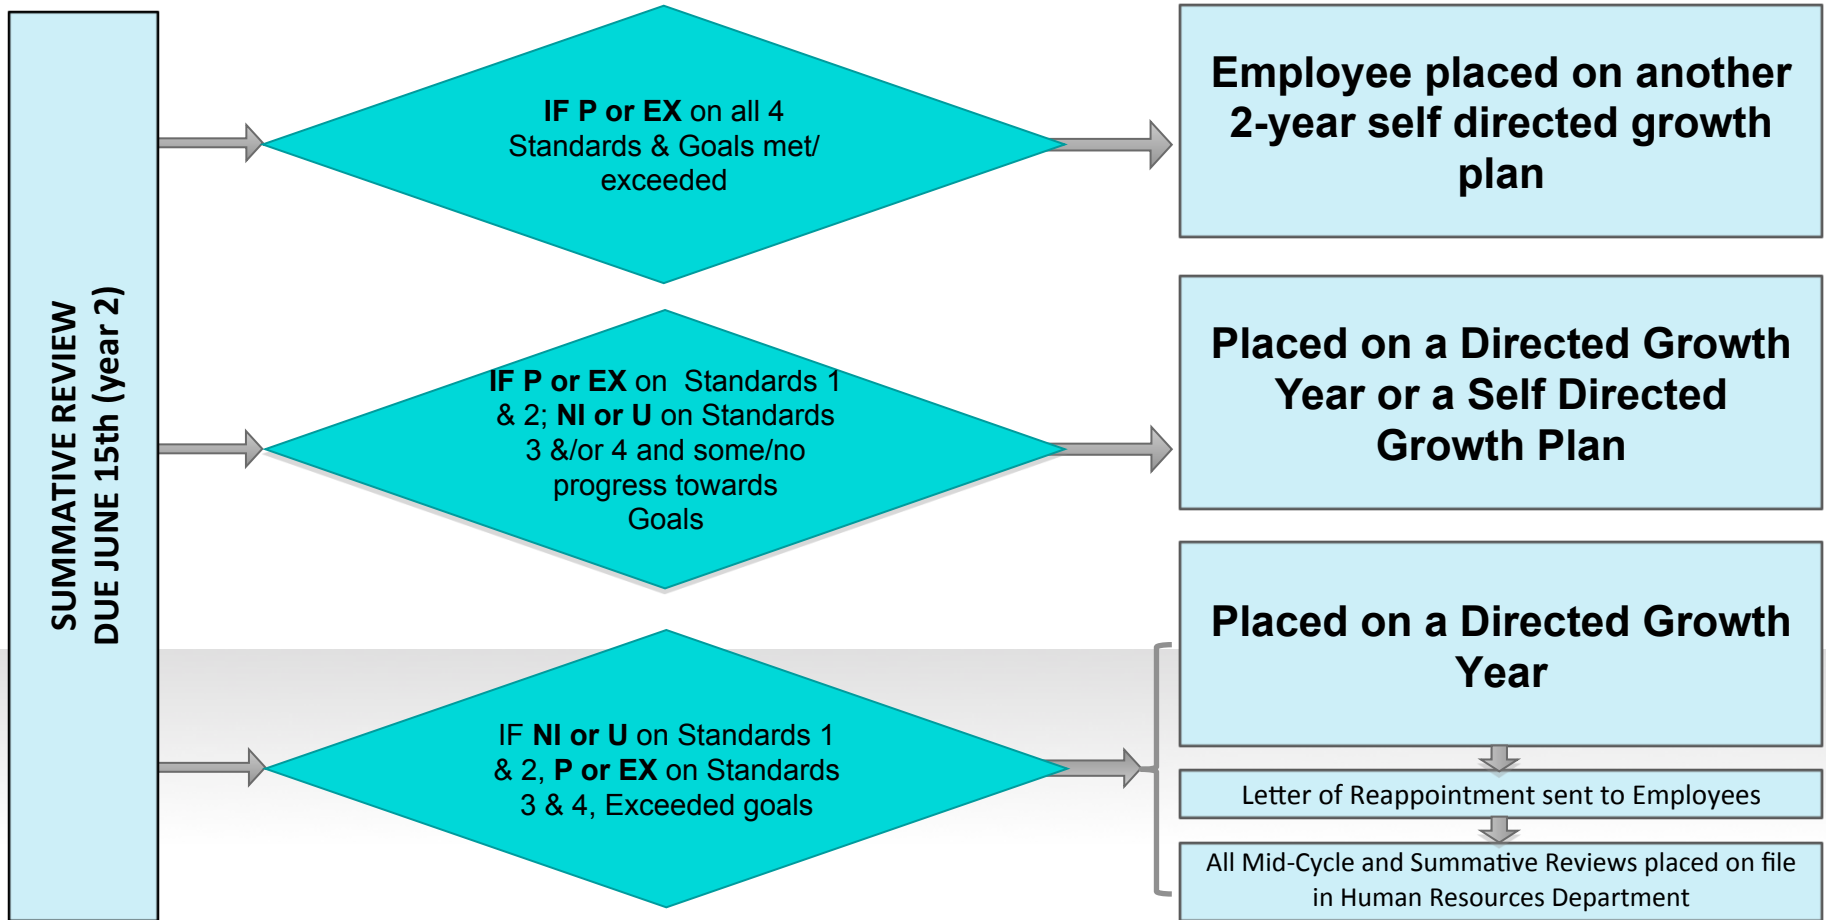 SUMMATIVE REVIEW
DUE JUNE 15th (year 2)
IF P or EX on all 4
Standards & Goals met/
exceeded
Employee placed on another
2-year self directed growth
plan
IF P or EX on Standards 1
& 2; NI or U on Standards
3 &/or 4 and some/no
progress towards
Goals
Placed on a Directed Growth
Year or a Self Directed
Growth Plan
IF NI or U on Standards 1
& 2, P or EX on Standards
3 & 4, Exceeded goals
Placed on a Directed Growth
Year
Letter of Reappointment sent to Employees
All Mid-Cycle and Summative Reviews placed on file
in Human Resources Department